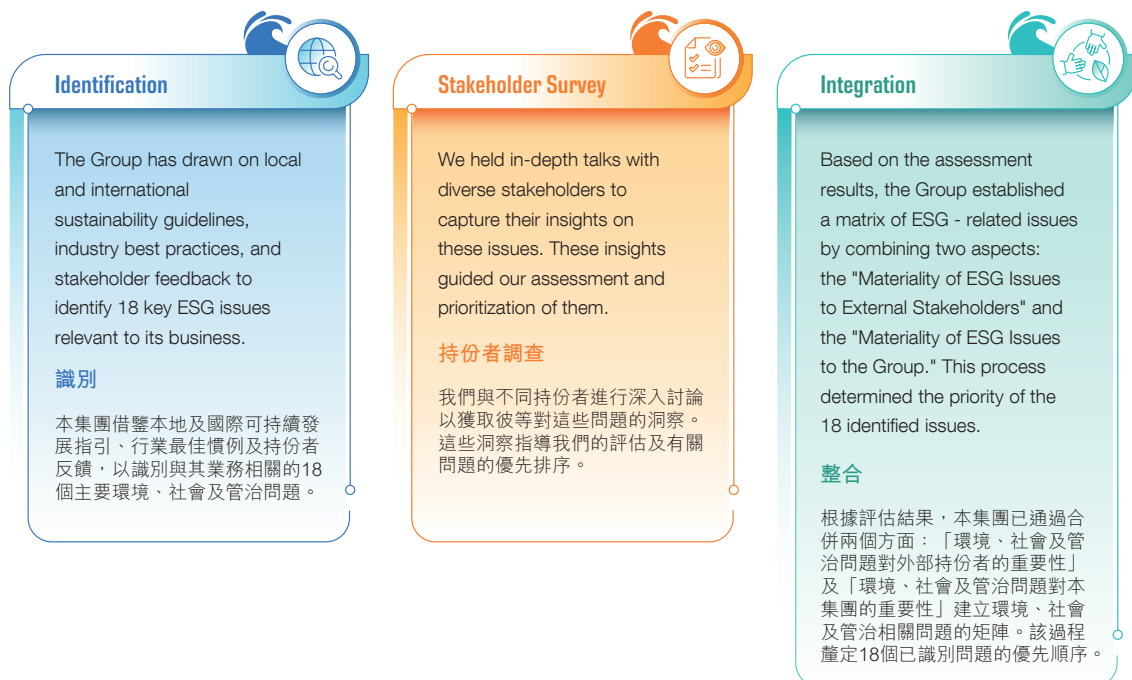 Identification
The Group has drawn on local
and international
sustainability guidelines,
industry best practices, and
stakeholder feedback to
identify 18 key ESG issues
relevant to its business.
識別
本集團借鑒本地及國際可持續發
展指引、行業最佳慣例及持份者
反饋，以識別與其業務相關的18
個主要環境、社會及管治問題。
Stakeholder Survey
We held in-depth talks with
diverse stakeholders to
capture their insights on
these issues. These insights
guided our assessment and
prioritization of them.
持份者調查
我們與不同持份者進行深入討論
以獲取彼等對這些問題的洞察。
這些洞察指導我們的評估及有關
問題的優先排序。
Integration
Based on the assessment
results, the Group established
a matrix of ESG - related issues
by combining two aspects:
the "Materiality of ESG Issues
to External Stakeholders" and
the "Materiality of ESG Issues
to the Group." This process
determined the priority of the
18 identified issues.
整合
根據評估結果，本集團已通過合
併兩個方面：「環境、社會及管
治問題對外部持份者的重要性」
及「環境、社會及管治問題對本
集團的重要性」建立環境、社會
及管治相關問題的矩陣。該過程
釐定18個已識別問題的優先順序。